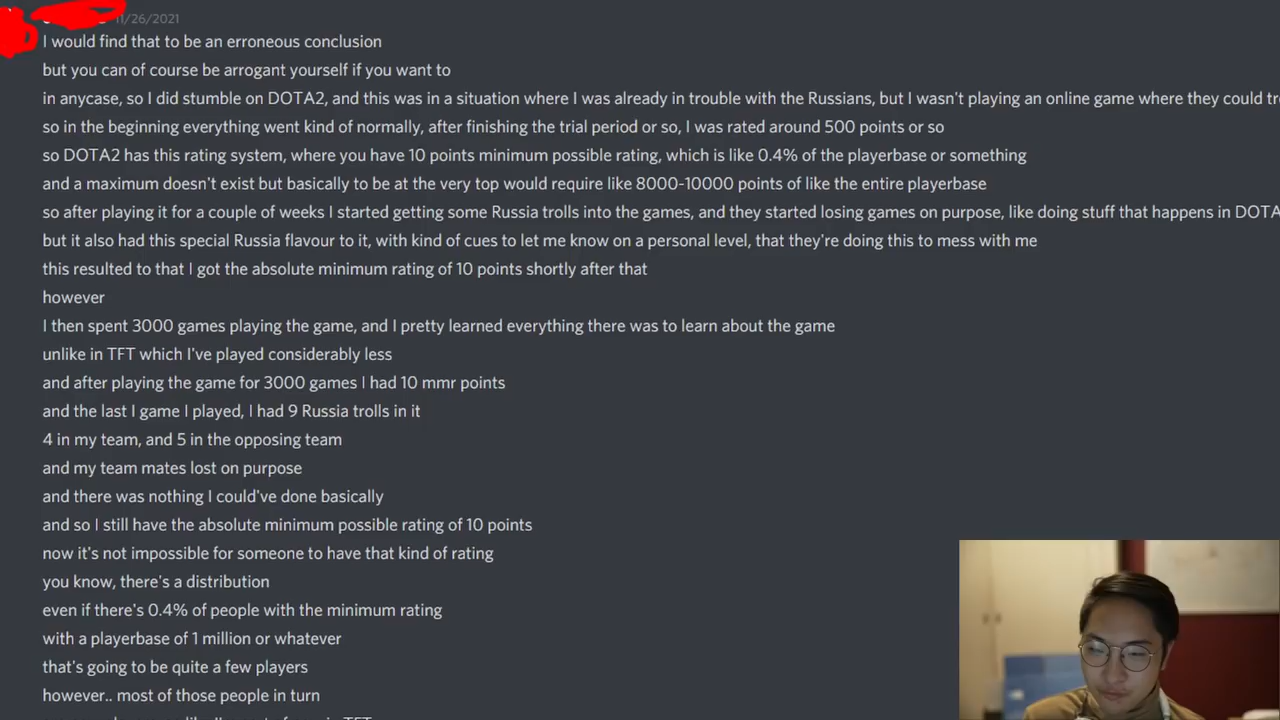 11/26/2021
I would find that to be an erroneous conclusion
but you can of course be arrogant yourself if you want to
in anycase, so I did stumble on DOTA2, and this was in a situation where I was already in trouble with the Russians, but I wasn't playing an online game where they could
so in the beginning everything went kind of normally, after finishing the trial period or so, I was rated around 500 points or so
so DOTA2 has this rating system, where you have 10 points minimum possible rating, which is like 0.4% of the playerbase or something
and a maximum doesn't exist but basically to be at the very top would require like 8000-10000 points of like the entire playerbase
so after playing it for a couple of weeks I started getting some Russia trolls into the games, and they started losing games on purpose, like doing stuff that happens in DOTA
but it also had this special Russia flavour to it, with kind of cues to let me know on a personal level, that they're doing this to mess with me
this resulted to that I got the absolute minimum rating of 10 points shortly after that
however
I then spent 3000 games playing the game, and I pretty learned everything there was to learn about the game
unlike in TFT which I've played considerably less
and after playing the game for 3000 games I had 10 mmr points
and the last I game I played, I had 9 Russia trolls in it
4 in my team, and 5 in the opposing team
and my team mates lost on purpose
and there was nothing I could've done basically
and so I still have the absolute minimum possible rating of 10 points
now it's not impossible for someone to have that kind of rating
you know, there's a distribution
even if there's 0.4% of people with the minimum rating
with a playerbase of 1 million or whatever
that's going to be quite a few players
however.. most of those people in turn